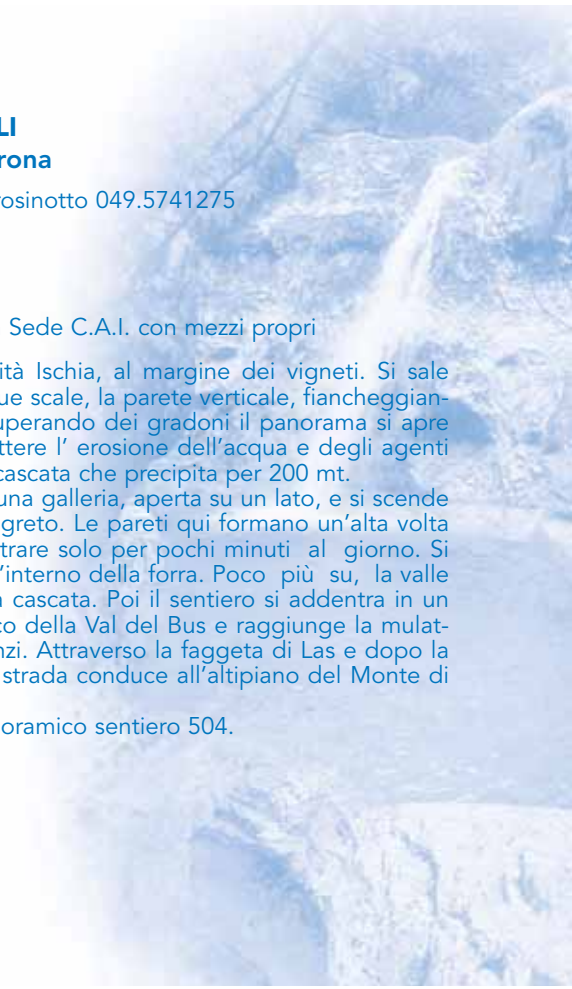 LI
rona
rosinotto 049.5741275
Sede C.A.I. con mezzi propri
ità Ischia, al margine dei vigneti. Si sale
ue scale, la parete verticale, fiancheggian-
uperando dei gradoni il panorama si apre
ttere l’ erosione dell’acqua e degli agenti
cascata che precipita per 200 mt.
una galleria, aperta su un lato, e si scende
greto. Le pareti qui formano un’alta volta
trare solo per pochi minuti al giorno. Si
l’interno della forra. Poco più su, la valle
a cascata. Poi il sentiero si addentra in un
co della Val del Bus e raggiunge la mulat-
nzi. Attraverso la faggeta di Las e dopo la
strada conduce all’altipiano del Monte di
oramico sentiero 504.